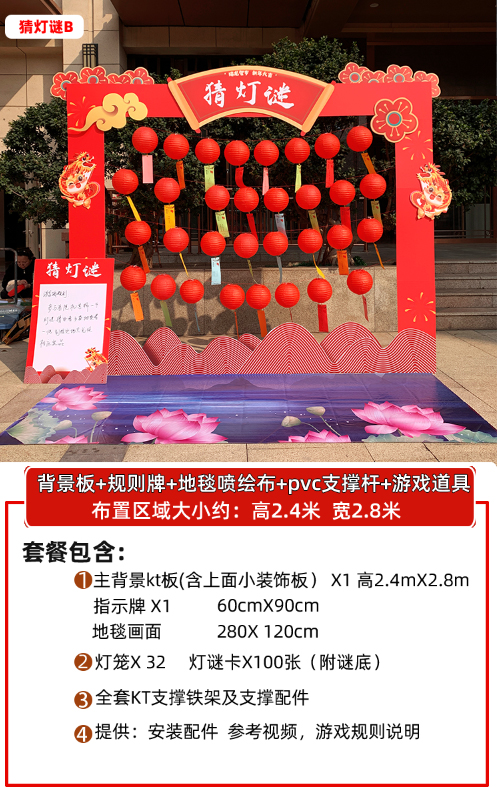 猜灯谜B
猜灯谜
猜灯谜
背景板+规则牌+地毯喷绘布+pvc支撑杆+游戏道具
布置区域大小约：高2.4米 宽2.8米
套餐包含：
1 主背景kt板(含上面小装饰板） X1 高2.4mX2.8m
指示牌 X1 60cmX90cm
地毯画面 280X 120cm
2 灯笼X 32 灯谜卡X100张（附谜底）
3 全套KT支撑铁架及支撑配件
4 提供：安装配件 参考视频，游戏规则说明